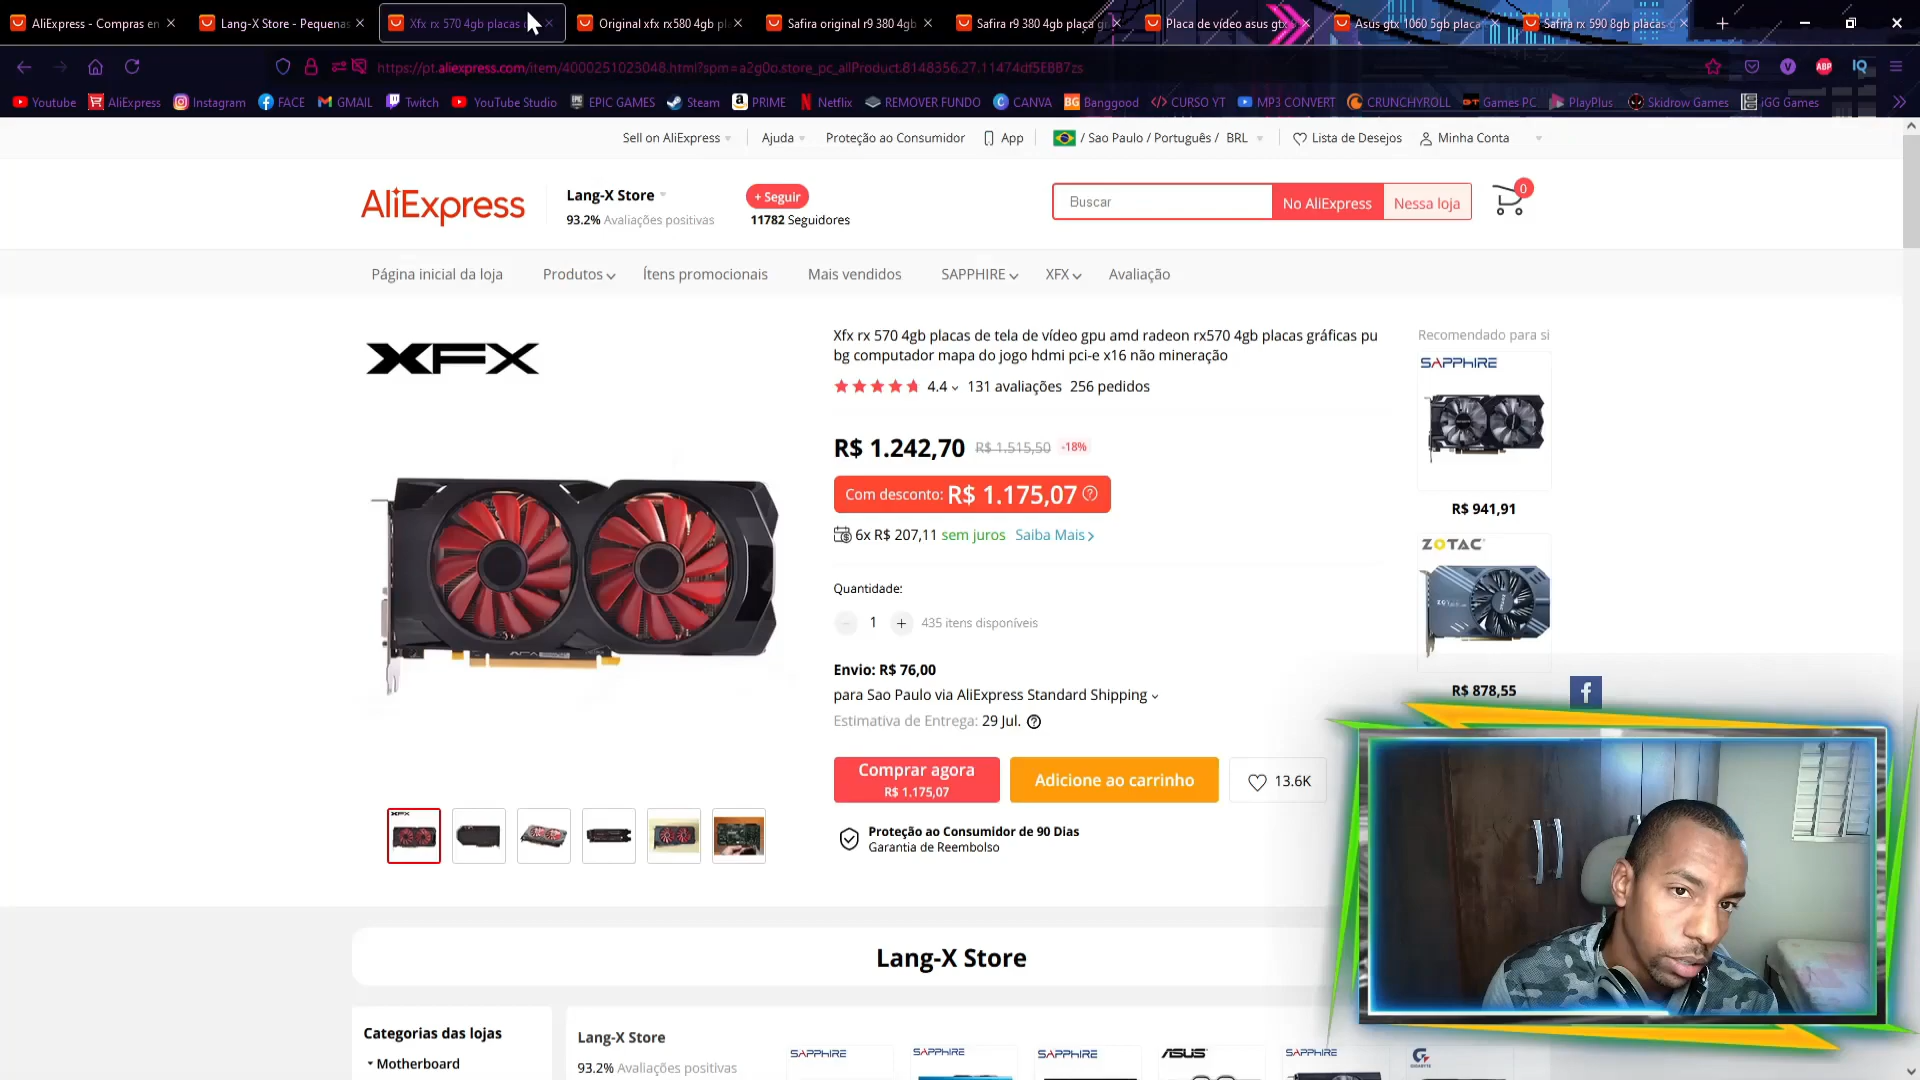 AliExpress - Compras en
Lang-X Store - Pequenas
Xfx rx 570 4gb placas
Original xfx rx580 4gb pl
Safira original r9 380 4gb
Safira r9 380 4gb placa g
Placa de vídeo asus gtx
Asus gtx 1060 5gb placa
Safira rx 590 8gb placas g
https://pt.aliexpress.com/item/4000251023048.html?spm=a2g0o.store_pc_allProduct.8148356.27.11474df5EBB7zs
Youtube
AliExpress
Instagram
FACE
GMAIL
Twitch
YouTube Studio
EPIC GAMES
Steam
PRIME
Netflix
REMOVER FUNDO
CANVA
BG Banggood
CURSO YT
MP3 CONVERT
CRUNCHYROLL
Games PC
PlayPlus
Skidrow Games
IGG Games
Sell on AliExpress
Ajuda
Proteção ao Consumidor
App
/ Sao Paulo / Português / BRL
Lista de Desejos
Minha Conta
AliExpress
Lang-X Store
93.2% Avaliações positivas
+ Seguir
11782 Seguidores
Buscar
No AliExpress
Nessa loja
0
Página inicial da loja
Produtos
Ítens promocionais
Mais vendidos
SAPPHIRE
XFX
Avaliação
XFX
Xfx rx 570 4gb placas de tela de vídeo gpu amd radeon rx570 4gb placas gráficas pu
bg computador mapa do jogo hdmi pci-e x16 não mineração
4.4 131 avaliações 256 pedidos
R$ 1.242,70 R$ 1.515,50 -18%
Com desconto: R$ 1.175,07
6x R$ 207,11 sem juros Saiba Mais
Quantidade:
1 + 435 itens disponíveis
Envio: R$ 76,00
para Sao Paulo via AliExpress Standard Shipping
Estimativa de Entrega: 29 Jul.
Comprar agora
R$ 1.175,07
Adicione ao carrinho
13.6K
Proteção ao Consumidor de 90 Dias
Garantia de Reembolso
Recomendado para si
SAPPHIRE
R$ 941,91
ZOTAC
R$ 878,55
Lang-X Store
Categorias das lojas
Motherboard
Lang-X Store
93.2% Avaliações positivas
SAPPHIRE
SAPPHIRE
SAPPHIRE
ASUS
SAPPHIRE
GIGABYTE